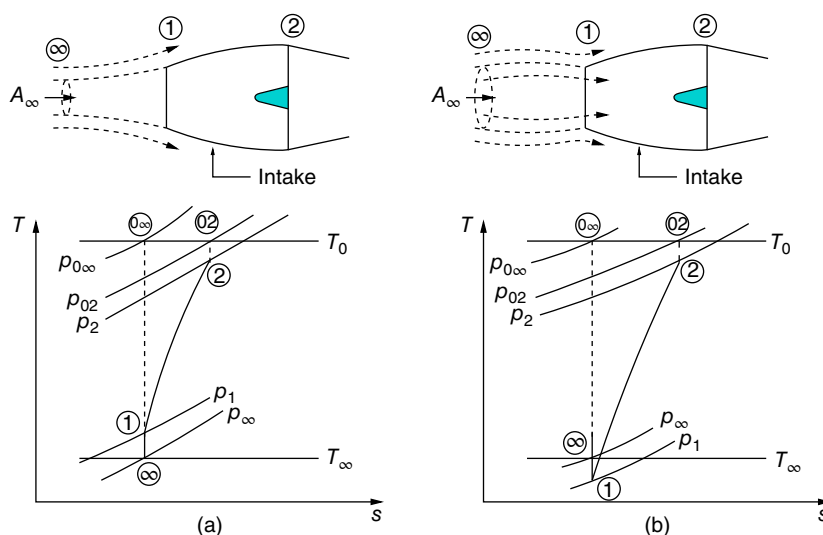 ∞ 1 2
A∞
Intake
∞ 1 2
A∞
Intake
T
0∞ 02
T0
p0∞
2
p02
p2
1
p1
p∞
T∞
∞
s
(a)
T
0∞ 02
T0
p0∞
2
p02
p2
∞
p∞
p1
T∞
1
s
(b)